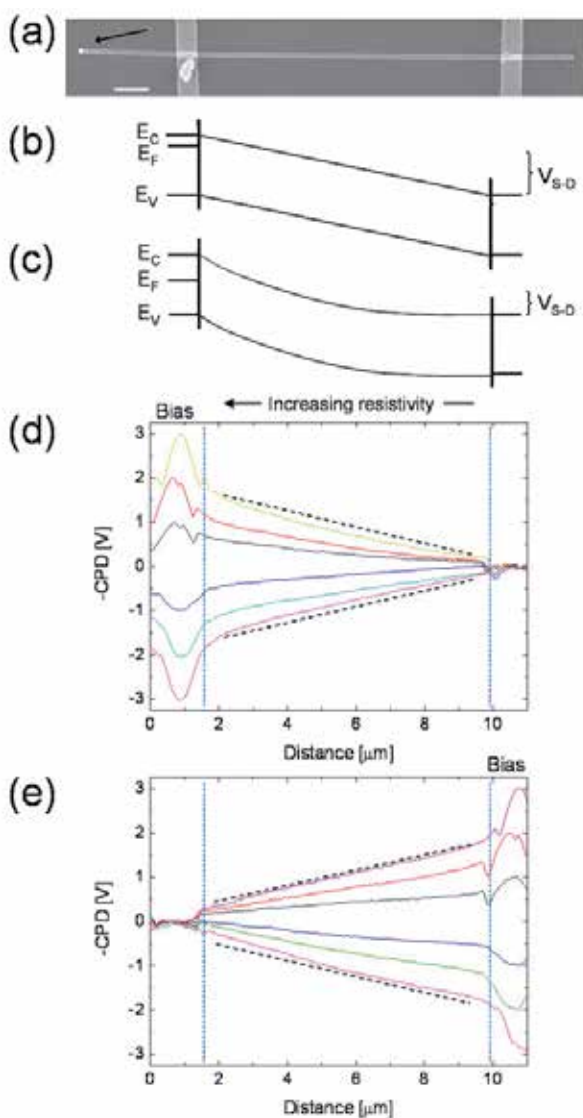 (a)
(b)
E_C
E_F
E_V
V_S-D
(c)
E_C
E_F
E_V
V_S-D
Increasing resistivity
(d)
Bias
-CPD [V]
3
2
1
0
-1
-2
-3
0 2 4 6 8 10
Distance [μm]
(e)
Bias
-CPD [V]
3
2
1
0
-1
-2
-3
0 2 4 6 8 10
Distance [μm]